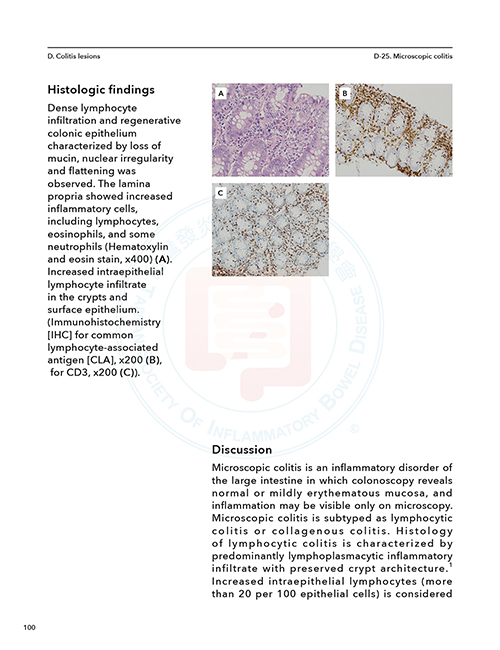 D. Colitis lesions
D-25. Microscopic colitis
Histologic findings
Dense lymphocyte
infiltration and regenerative
colonic epithelium
characterized by loss of
mucin, nuclear irregularity
and flattening was
observed. The lamina
propria showed increased
inflammatory cells,
including lymphocytes,
eosinophils, and some
neutrophils (Hematoxylin
and eosin stain, x400) (A).
Increased intraepithelial
lymphocyte infiltrate
in the crypts and
surface epithelium.
(Immunohistochemistry
[IHC] for common
lymphocyte-associated
antigen [CLA], x200 (B),
for CD3, x200 (C)).
A
B
C
SOCIETY OF INFLAMMATORY BOWEL DISEASE
®
Discussion
Microscopic colitis is an inflammatory disorder of
the large intestine in which colonoscopy reveals
normal or mildly erythematous mucosa, and
inflammation may be visible only on microscopy.
Microscopic colitis is subtyped as lymphocytic
colitis or collagenous colitis. Histology
of lymphocytic colitis is characterized by
predominantly lymphoplasmacytic inflammatory
infiltrate with preserved crypt architecture.1
Increased intraepithelial lymphocytes (more
than 20 per 100 epithelial cells) is considered
100